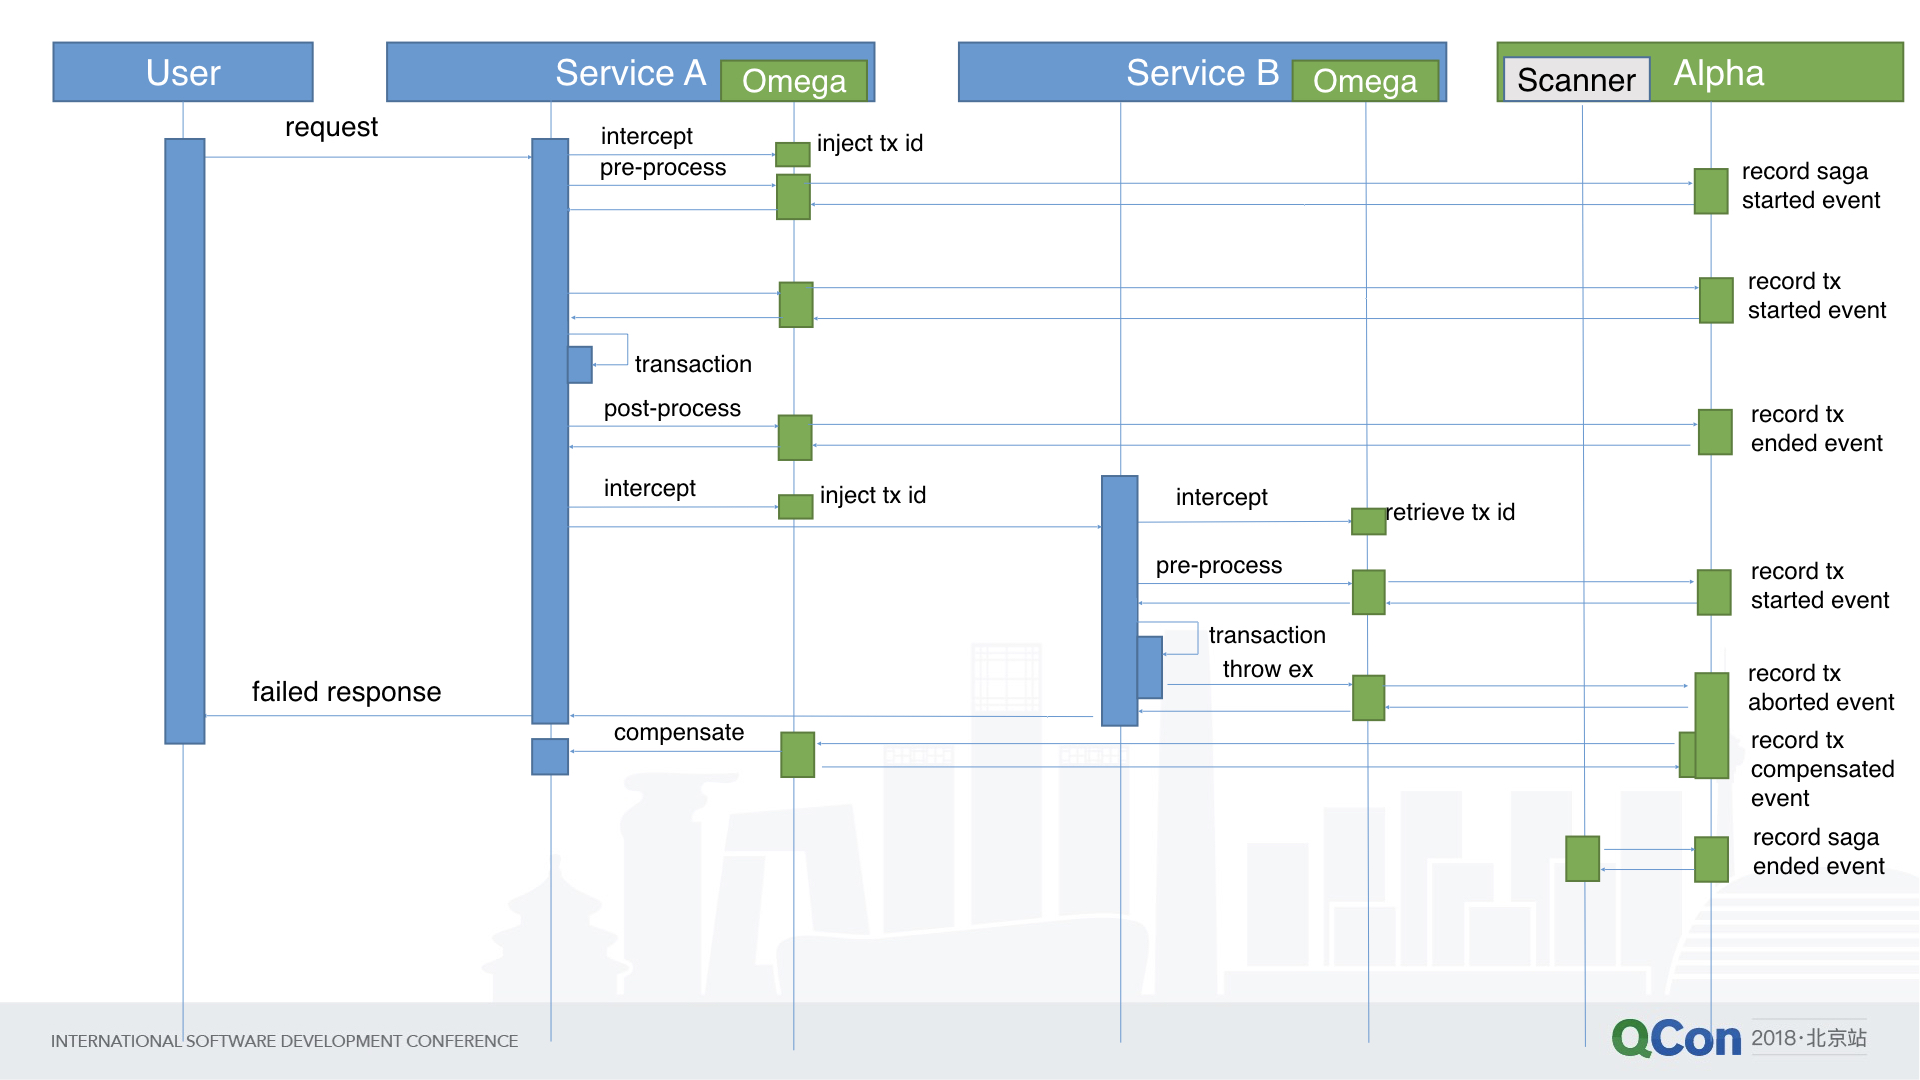 User
Service A
Omega
Service B
Omega
Scanner
Alpha
request
intercept
inject tx id
pre-process
record saga
started event
record tx
started event
transaction
post-process
record tx
ended event
intercept
inject tx id
intercept
retrieve tx id
pre-process
record tx
started event
transaction
throw ex
record tx
aborted event
failed response
compensate
record tx
compensated
event
record saga
ended event
INTERNATIONAL SOFTWARE DEVELOPMENT CONFERENCE
QCon
2018·北京站